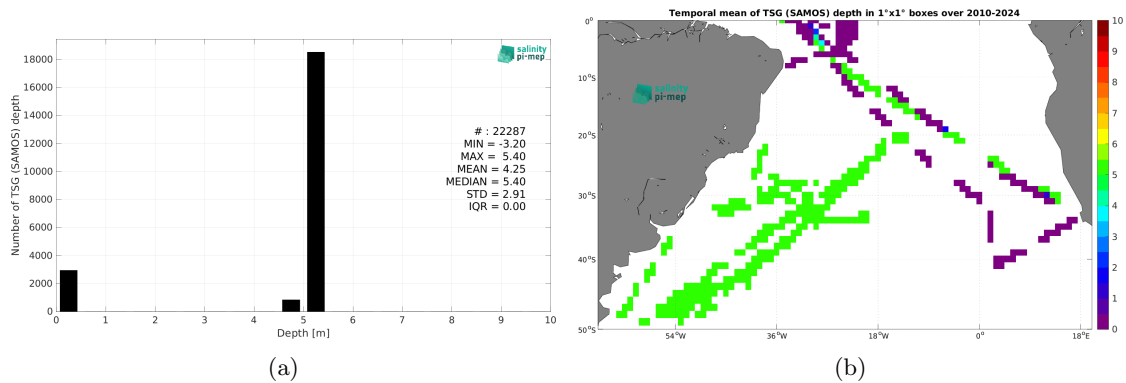 Number of TSG (SAMOS) depth
18000
16000
14000
12000
10000
8000
6000
4000
2000
0
0 1 2 3 4 5 6 7 8 9 10
Depth [m]
salinity
pi-mep
# : 22287
MIN = -3.20
MAX = 5.40
MEAN = 4.25
MEDIAN = 5.40
STD = 2.91
IQR = 0.00
(a)
Temporal mean of TSG (SAMOS) depth in 1°x1° boxes over 2010-2024
0°
10°S
20°S
30°S
40°S
50°S
54°W 36°W 18°W 0° 18°E
salinity
pi-mep
10
9
8
7
6
5
4
3
2
1
0
(b)